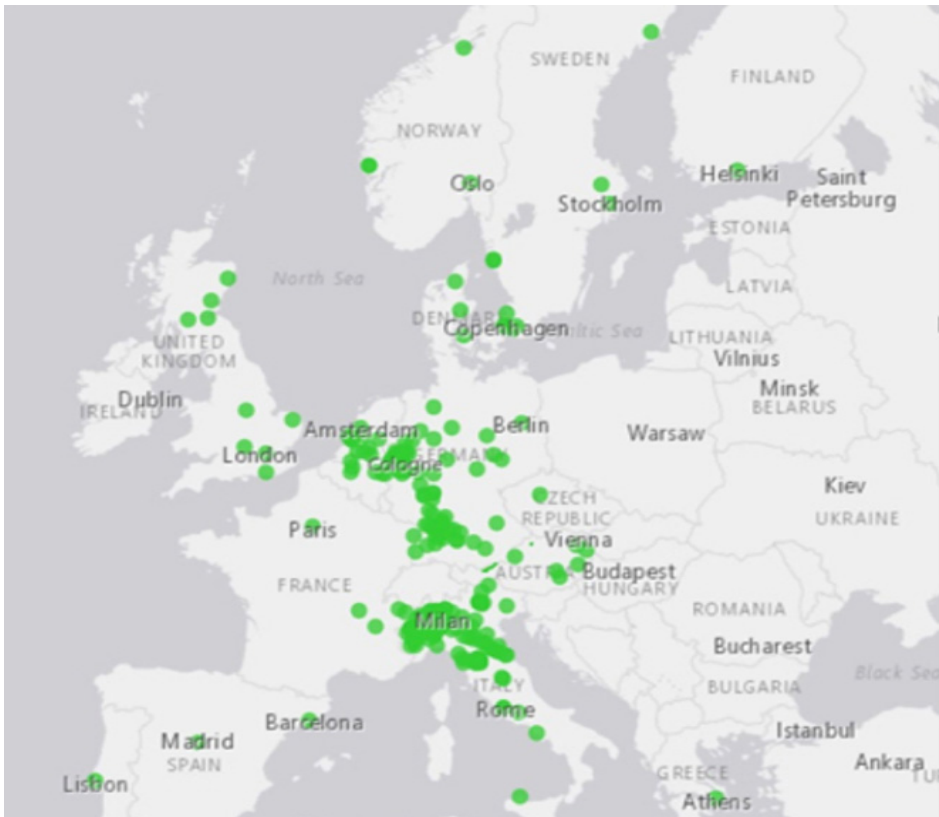 SWEDEN
FINLAND
NORWAY
Oslo
Helsinki
Saint
Petersburg
Stockholm
ESTONIA
North Sea
LATVIA
Copenhagen
LITHUANIA
Vilnius
UNITED
KINGDOM
Minsk
BELARUS
Dublin
IRELAND
Amsterdam
Berlin
Warsaw
London
Cologne
GERMANY
Kiev
UKRAINE
CZECH
REPUBLIC
Paris
Vienna
FRANCE
Budapest
HUNGARY
ROMANIA
Milan
Bucharest
Black Sea
BULGARIA
ITALY
Rome
Barcelona
Istanbul
Madrid
SPAIN
Ankara
GREECE
Lisbon
Athens